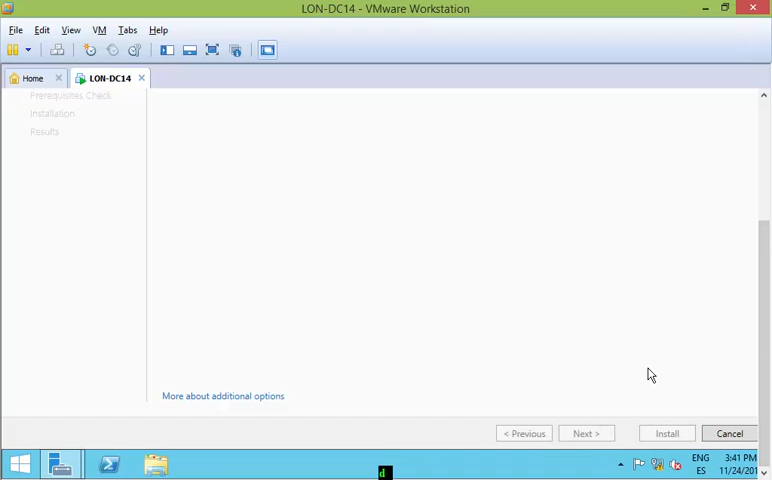 LON-DC14 - VMware Workstation
File Edit View VM Tabs Help
Home LON-DC14
Prerequisites Check
Installation
Results
More about additional options
< Previous Next > Install Cancel
ENG 3:41 PM
ES 11/24/201
d